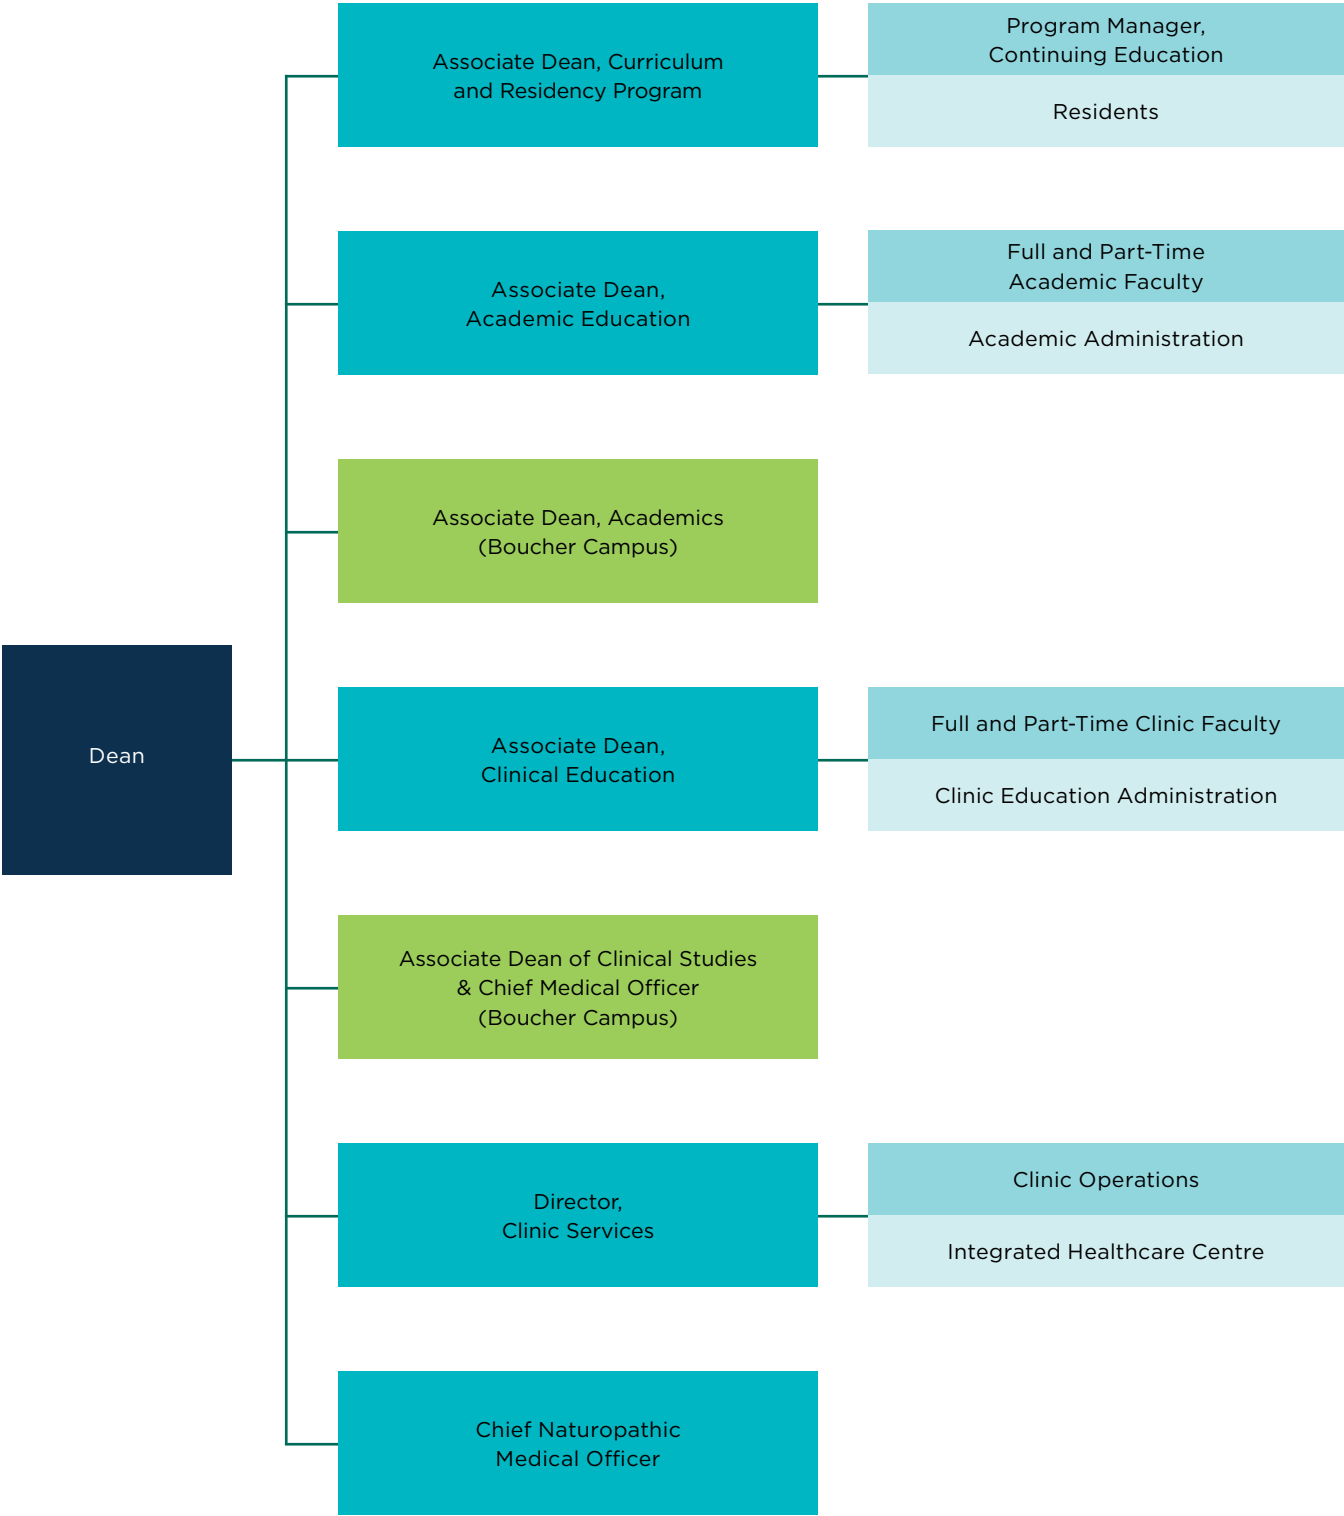 Associate Dean, Curriculum
and Residency Program
Program Manager,
Continuing Education
Residents
Associate Dean,
Academic Education
Full and Part-Time
Academic Faculty
Academic Administration
Associate Dean, Academics
(Boucher Campus)
Dean
Associate Dean,
Clinical Education
Full and Part-Time Clinic Faculty
Clinic Education Administration
Associate Dean of Clinical Studies
& Chief Medical Officer
(Boucher Campus)
Director,
Clinic Services
Clinic Operations
Integrated Healthcare Centre
Chief Naturopathic
Medical Officer